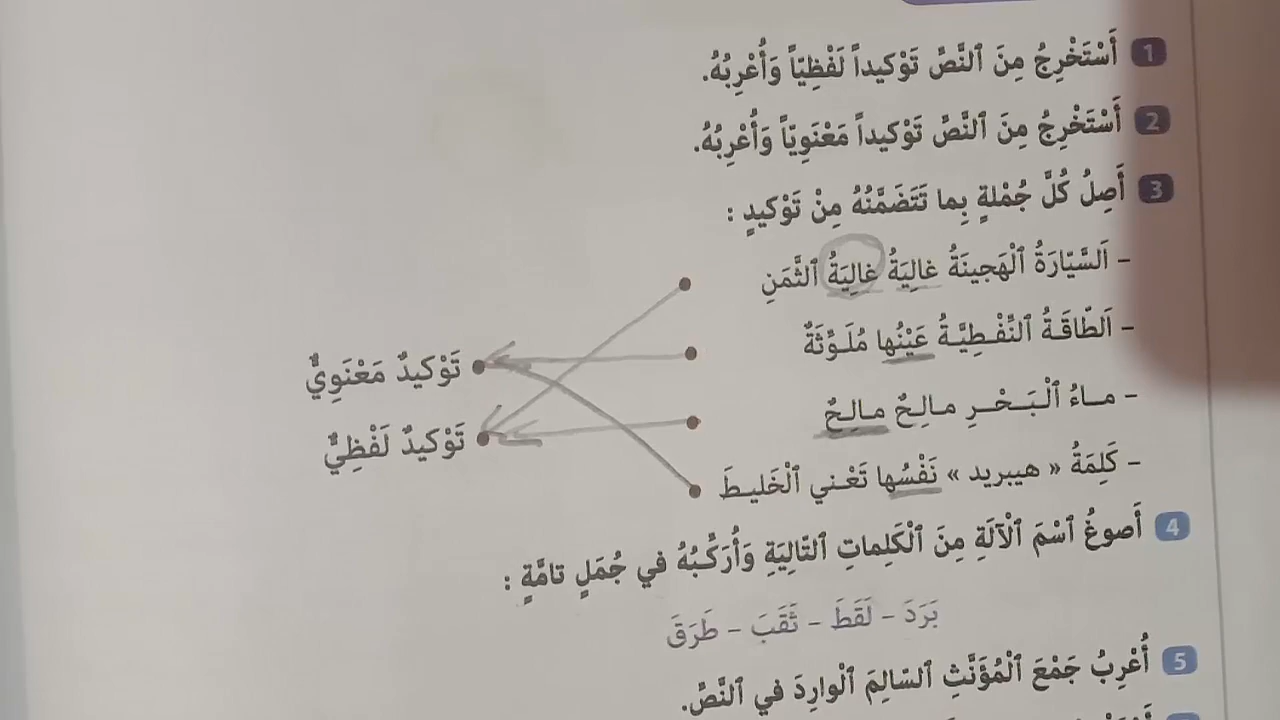 1 أَسْتَخْرِجُ مِنَ ٱلنَّصِّ تَوْكيداً لَفْظِيّاً وَأُعْرِبُهُ.
2 أَسْتَخْرِجُ مِنَ ٱلنَّصِّ تَوْكيداً مَعْنَوِيّاً وَأُعْرِبُهُ.
3 أَصِلُ كُلَّ جُمْلةٍ بِما تَتَضَمَّنُهُ مِنْ تَوْكيدٍ :
– اَلسَّيّارَةُ ٱلْهَجينَةُ غالِيَةُ غالِيَةُ ٱلثَّمَنِ
– اَلطّاقَةُ ٱلنِّفْطِيَّةُ عَيْنُها مُلَوِّثَةٌ
تَوْكيدٌ مَعْنَوِيٌّ
– ماءُ ٱلْبَحْرِ مالِحٌ مالِحٌ
تَوْكيدٌ لَفْظِيٌّ
– كَلِمَةُ « هيبريد » نَفْسُها تَعْني ٱلْخَليطَ
4 أَصوغُ ٱسْمَ ٱلْآلَةِ مِنَ ٱلْكَلِماتِ ٱلتّالِيَةِ وَأُرَكِّبُهُ في جُمَلٍ تامَّةٍ :
بَرَدَ – لَقَطَ – ثَقَبَ – طَرَقَ
5 أُعْرِبُ جَمْعَ ٱلْمُؤَنَّثِ ٱلسّالِمَ ٱلْوارِدَ في ٱلنَّصِّ.